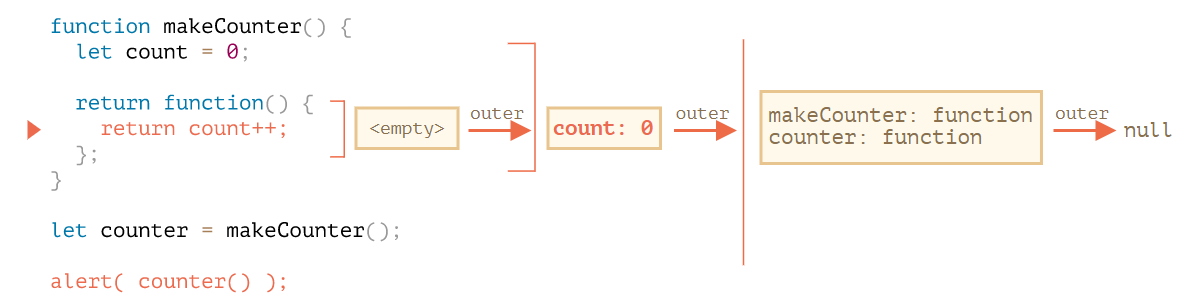 function makeCounter() {
let count = 0;
return function() {
return count++;
};
}
let counter = makeCounter();
alert( counter() );
<empty>
outer
count: 0
outer
makeCounter: function
counter: function
outer
null